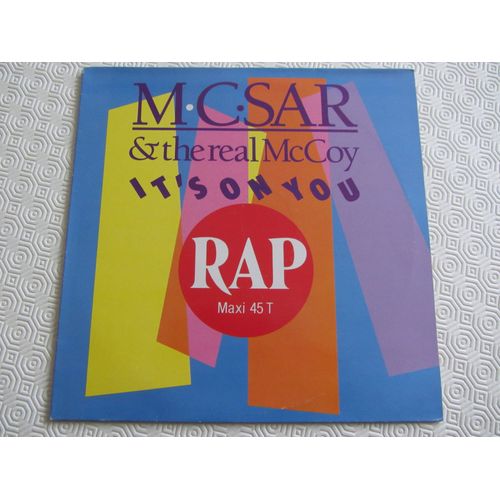 M·C·SAR
& the real McCoy
IT'S ON YOU
RAP
Maxi 45 T